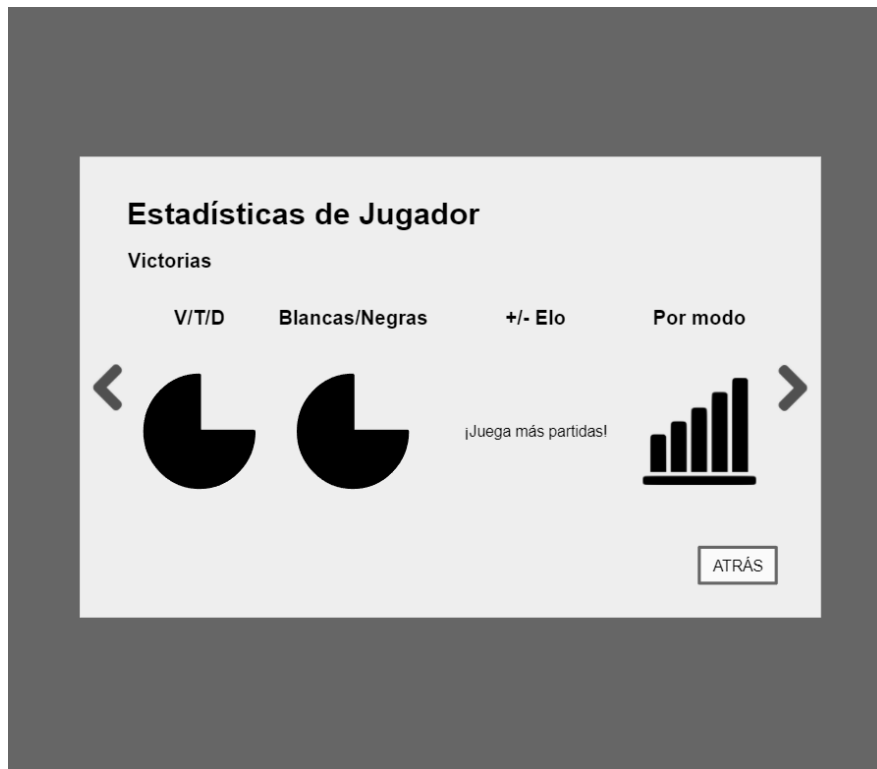 Estadísticas de Jugador
Victorias
V/T/D Blancas/Negras +/- Elo Por modo
¡Juega más partidas!
ATRÁS